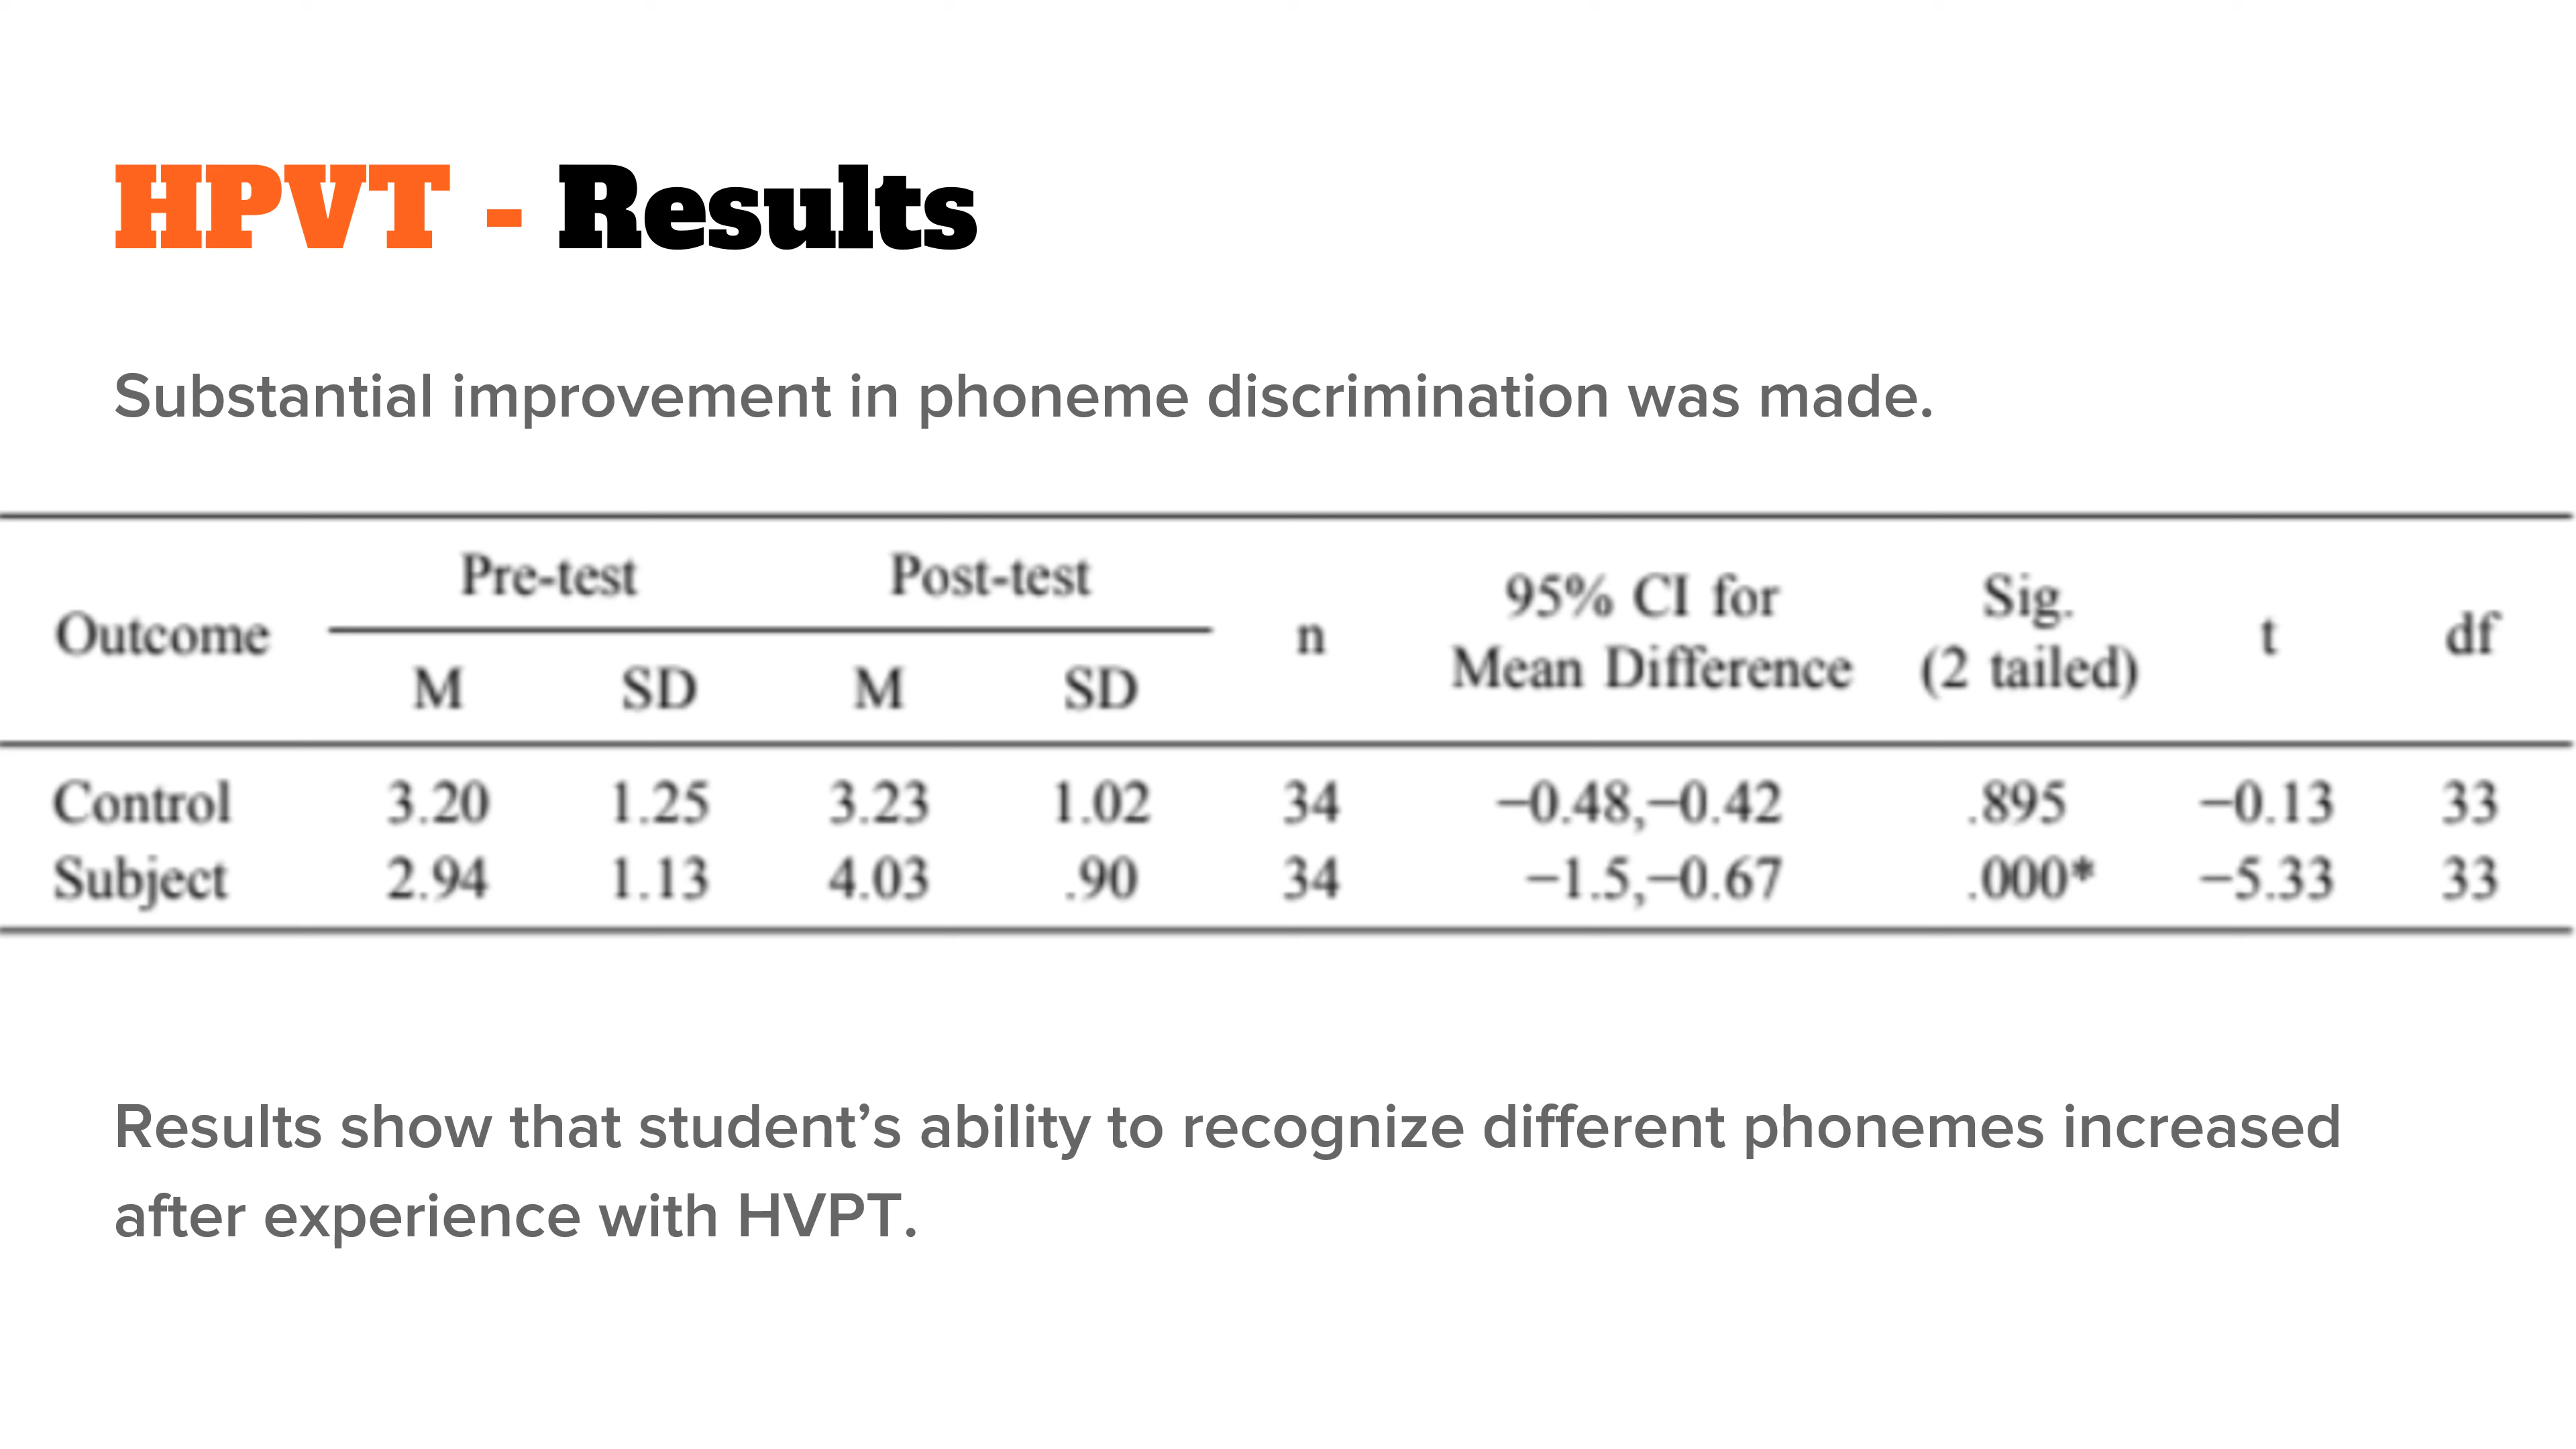 HPVT - Results
Substantial improvement in phoneme discrimination was made.
Outcome Pre-test Post-test n 95% CI for Mean Difference Sig. (2 tailed) t df
M SD M SD
Control 3.20 1.25 3.23 1.02 34 −0.48,−0.42 .895 −0.13 33
Subject 2.94 1.13 4.03 .90 34 −1.5,−0.67 .000* −5.33 33
Results show that student’s ability to recognize different phonemes increased
after experience with HVPT.